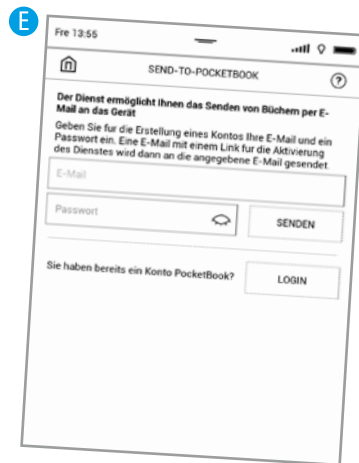 E
Fre 13:55
SEND-TO-POCKETBOOK
?
Der Dienst ermöglicht Ihnen das Senden von Büchern per E-
Mail an das Gerät
Geben Sie fur die Erstellung eines Kontos Ihre E-Mail und ein
Passwort ein. Eine E-Mail mit einem Link für die Aktivierung
des Dienstes wird dann an die angegebene E-Mail gesendet
E-Mail
Passwort
SENDEN
Sie haben bereits ein Konto PocketBook?
LOGIN